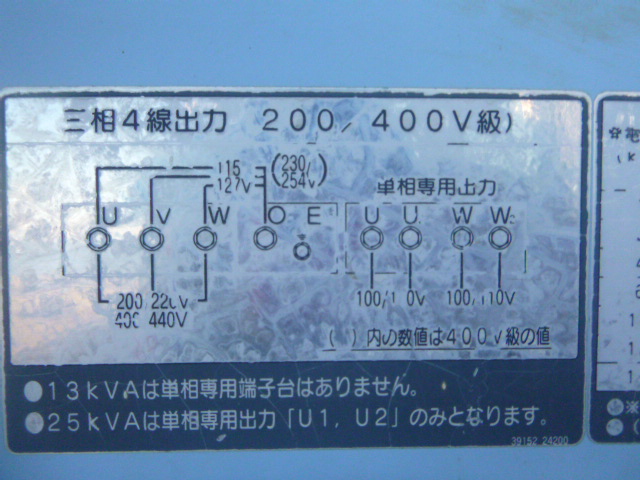 三相4線出力 200/400V級)
115 (230/
127V 254V)
単相専用出力
U V W O E U U W W
200 220V 100/110V 100/110V
400 440V
( )内の数値は400V級の値
●13kVAは単相専用端子台はありません。
●25kVAは単相専用出力「U1, U2」のみとなります。
39152 24200